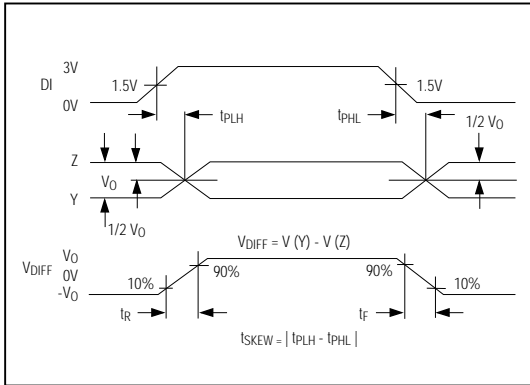 3V
DI
1.5V
1.5V
0V
tPLH
tPHL
1/2 VO
Z
VO
Y
1/2 VO
VDIFF = V (Y) - V (Z)
VO
VDIFF
0V
-VO
90%
90%
10%
10%
tR
tF
tSKEW = | tPLH - tPHL |